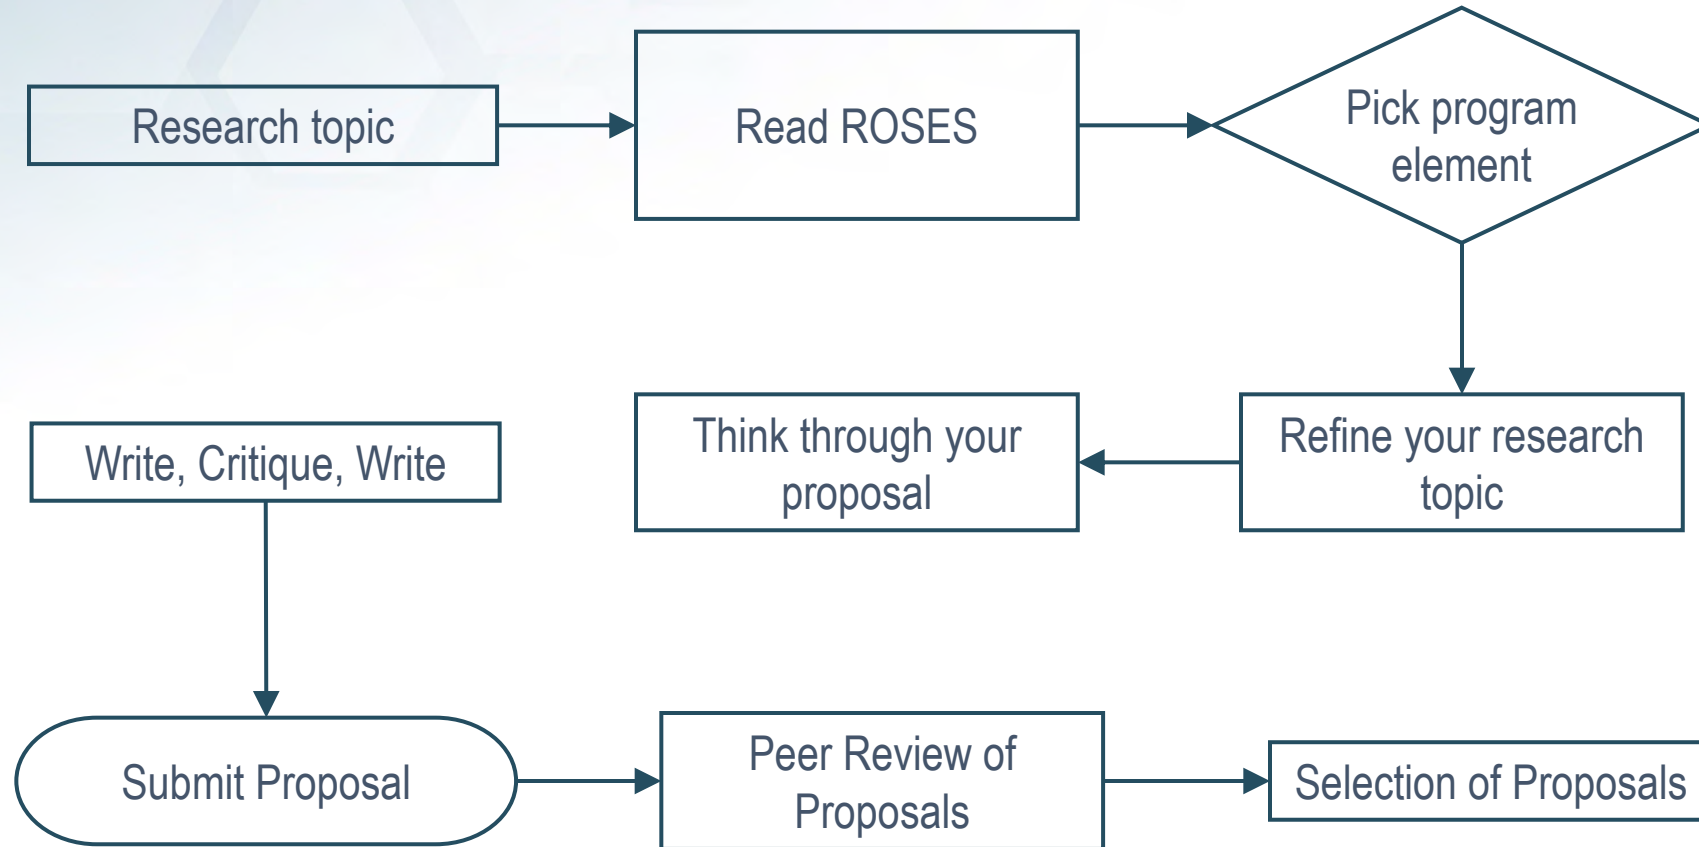 Research topic
Read ROSES
Pick program
element
Refine your research
topic
Think through your
proposal
Write, Critique, Write
Submit Proposal
Peer Review of
Proposals
Selection of Proposals